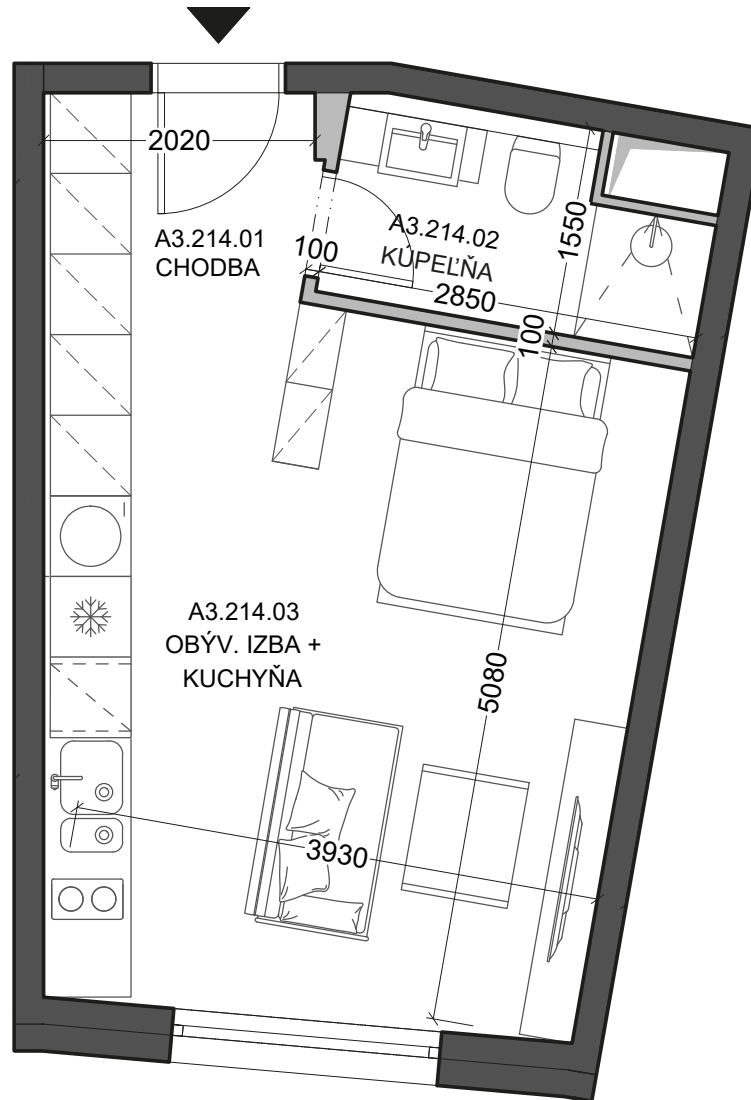 2020
A3.214.01
CHODBA
100
A3.214.02
KÚPEĽŇA
1550
2850
100
A3.214.03
OBÝV. IZBA +
KUCHYŇA
5080
3930